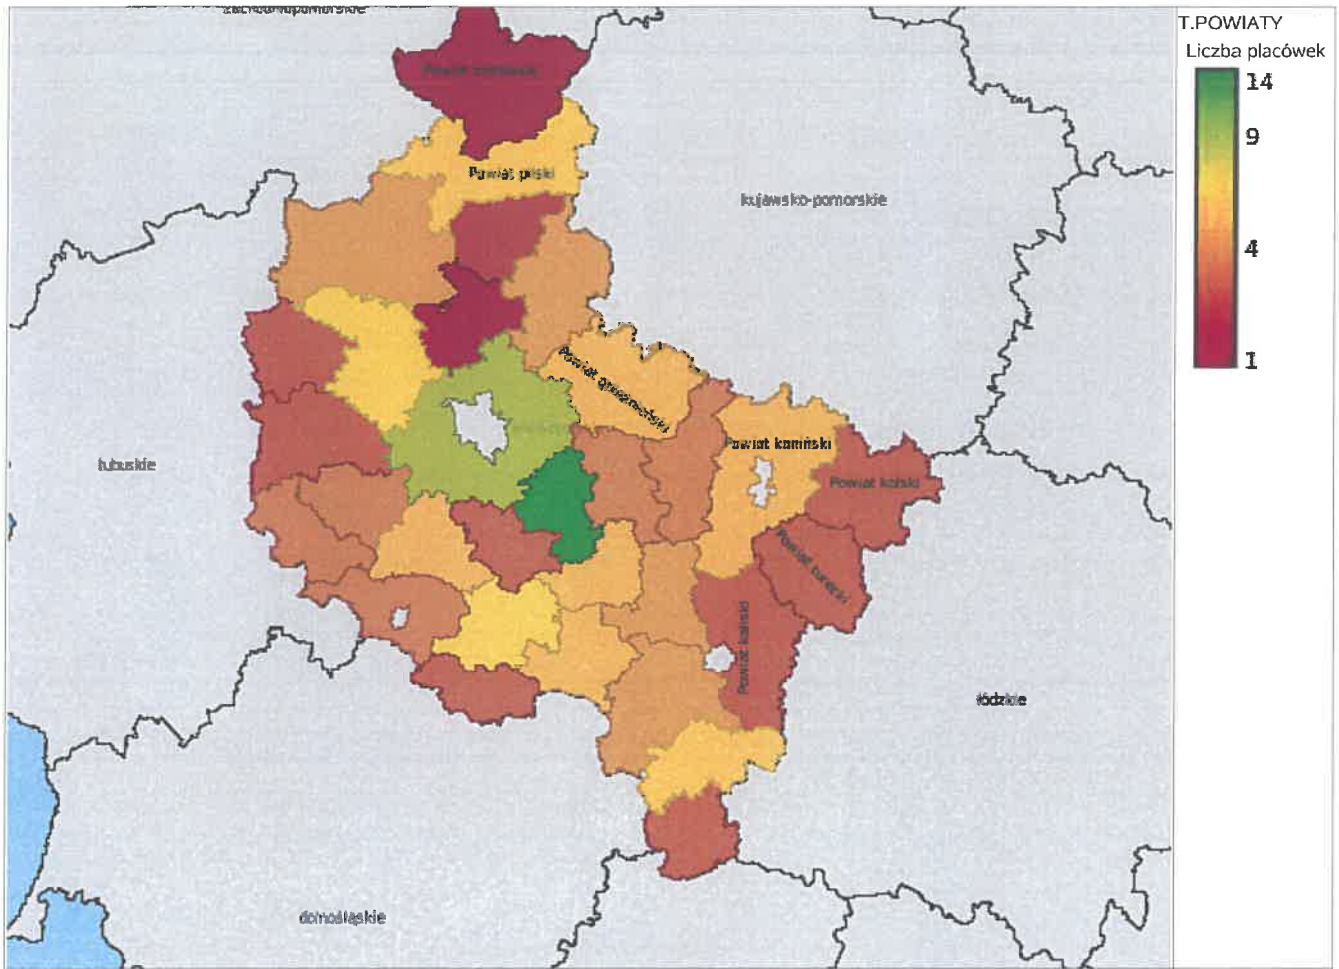 zachodniopomorskie
T.POWIATY
Liczba placówek
14
9
4
1
Powiat pilski
kujawsko-pomorskie
Powiat gnieźnieński
Powiat koniński
lubuskie
Powiat kolski
Powiat turecki
Powiat kaliski
łódzkie
dolnośląskie